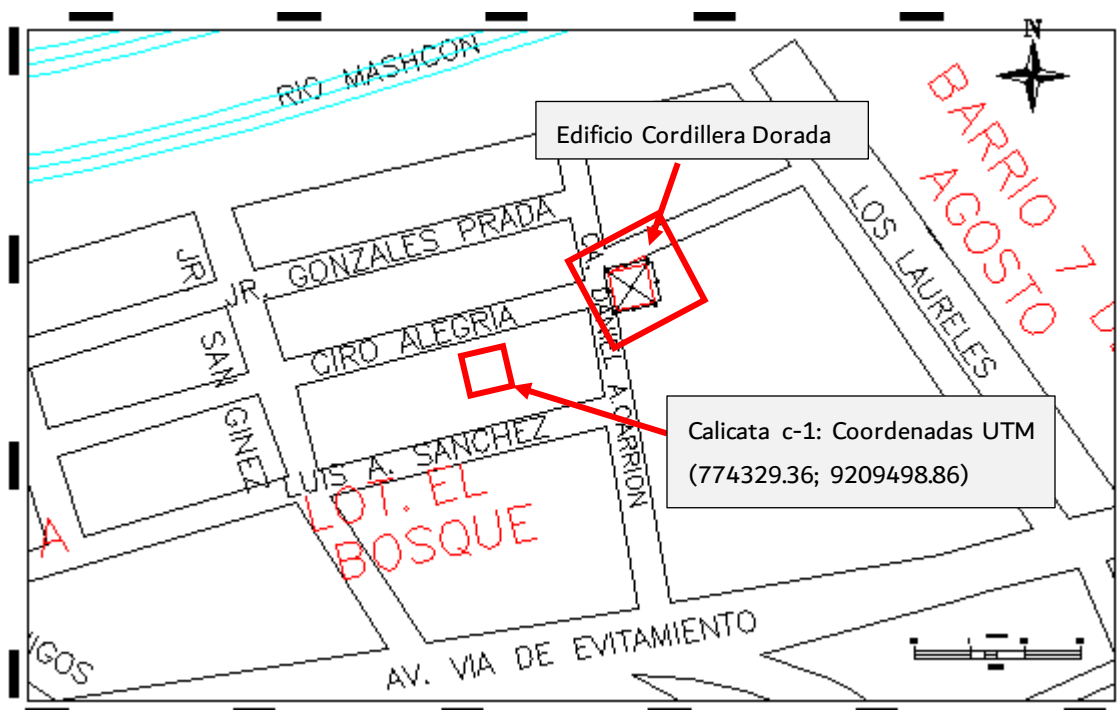 N
RIO MASHCON
Edificio Cordillera Dorada
BARRIO 7
AGOSTO
LOS LAURELES
JR
SAN GINEZ
JR. GONZALES PRADA
CA. DANIEL A. CARRION
CIRO ALEGRIA
LUIS A. SANCHEZ
Calicata c-1: Coordenadas UTM
(774329.36; 9209498.86)
LOT. EL
BOSQUE
A
IGOS
AV. VIA DE EVITAMIENTO